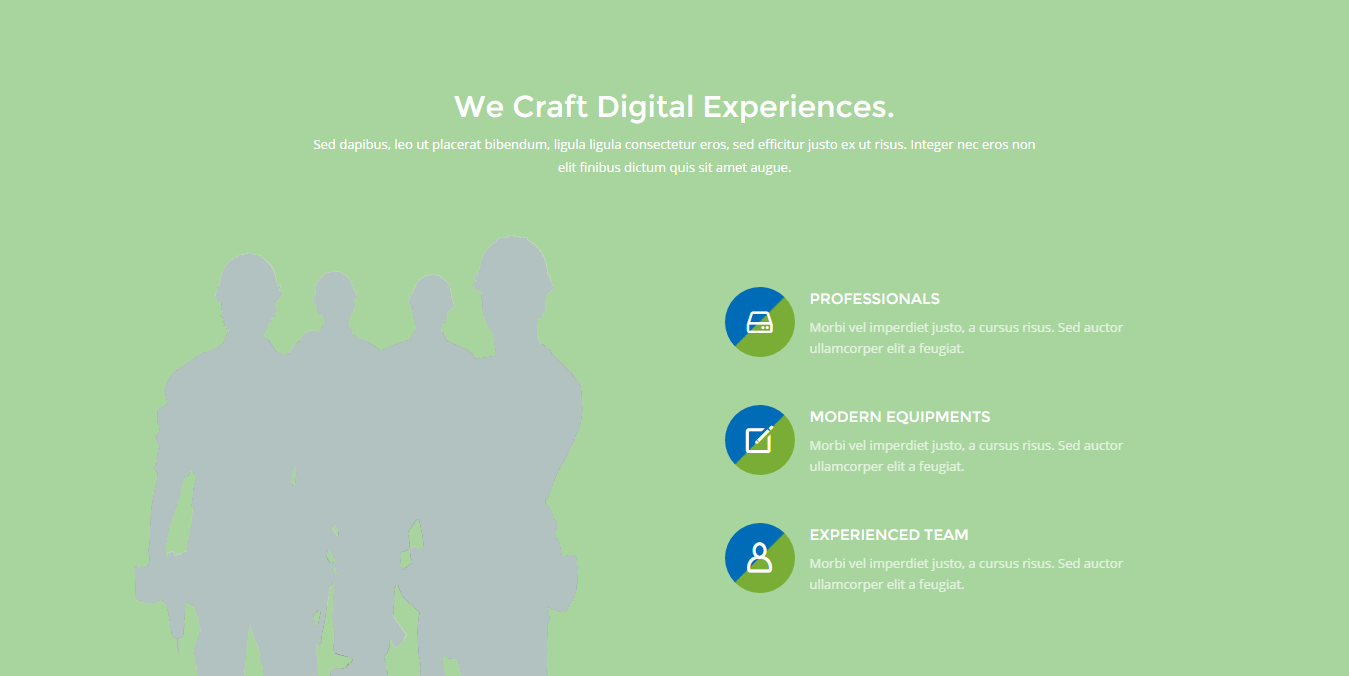 We Craft Digital Experiences.
Sed dapibus, leo ut placerat bibendum, ligula ligula consectetur eros, sed efficitur justo ex ut risus. Integer nec eros non
elit finibus dictum quis sit amet augue.
PROFESSIONALS
Morbi vel imperdiet justo, a cursus risus. Sed auctor
ullamcorper elit a feugiat.
MODERN EQUIPMENTS
Morbi vel imperdiet justo, a cursus risus. Sed auctor
ullamcorper elit a feugiat.
EXPERIENCED TEAM
Morbi vel imperdiet justo, a cursus risus. Sed auctor
ullamcorper elit a feugiat.